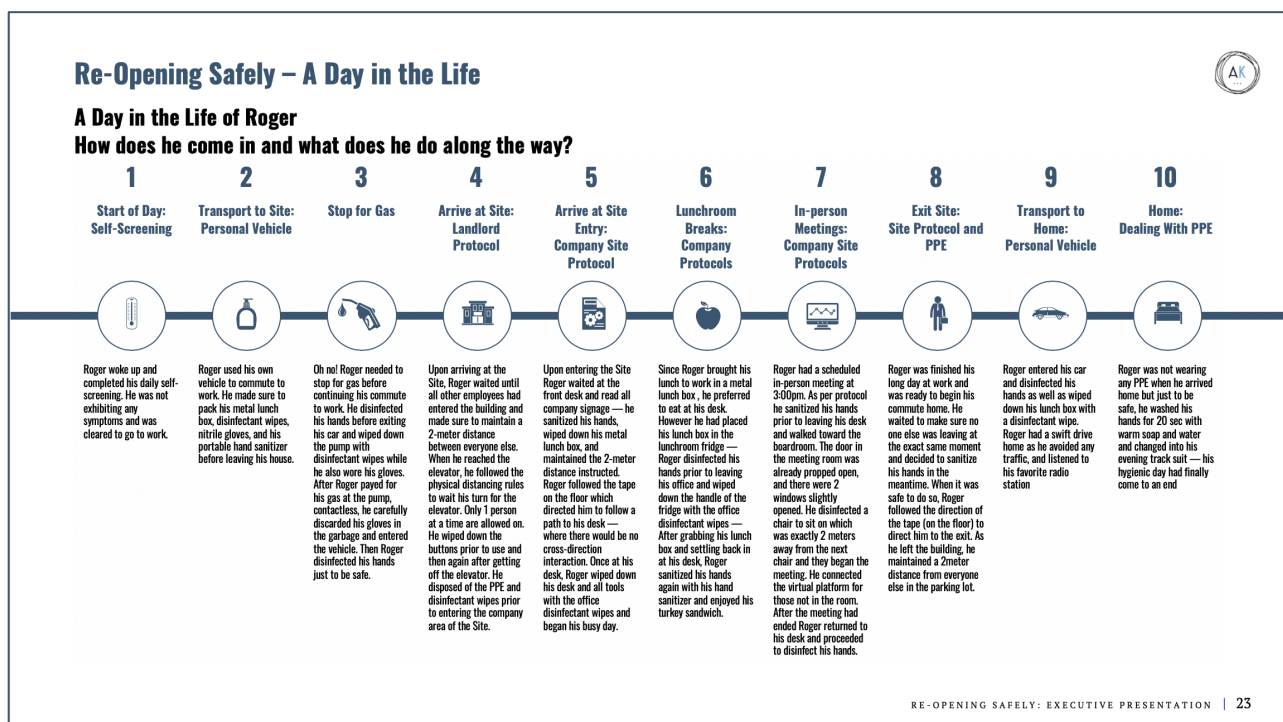 Re-Opening Safely – A Day in the Life
AK
A Day in the Life of Roger
How does he come in and what does he do along the way?
1
Start of Day:
Self-Screening
Roger woke up and
completed his daily self-
screening. He was not
exhibiting any
symptoms and was
cleared to go to work.
2
Transport to Site:
Personal Vehicle
Roger used his own
vehicle to commute to
work. He made sure to
pack his metal lunch
box, disinfectant wipes,
nitrile gloves, and his
portable hand sanitizer
before leaving his house.
3
Stop for Gas
Oh no! Roger needed to
stop for gas before
continuing his commute
to work. He disinfected
his hands before exiting
his car and wiped down
the pump with
disinfectant wipes while
he also wore his gloves.
After Roger payed for
his gas at the pump,
contactless, he carefully
discarded his gloves in
the garbage and entered
the vehicle. Then Roger
disinfected his hands
just to be safe.
4
Arrive at Site:
Landlord
Protocol
Upon arriving at the
Site, Roger waited until
all other employees had
entered the building and
made sure to maintain a
2-meter distance
between everyone else.
When he reached the
elevator, he followed the
physical distancing rules
to wait his turn for the
elevator. Only 1 person
at a time are allowed on.
He wiped down the
buttons prior to use and
then again after getting
off the elevator. He
disposed of the PPE and
disinfectant wipes prior
to entering the company
area of the Site.
5
Arrive at Site
Entry:
Company Site
Protocol
Upon entering the Site
Roger waited at the
front desk and read all
company signage — he
sanitized his hands,
wiped down his metal
lunch box, and
maintained the 2-meter
distance instructed.
Roger followed the tape
on the floor which
directed him to follow a
path to his desk —
where there would be no
cross-direction
interaction. Once at his
desk, Roger wiped down
his desk and all tools
with the office
disinfectant wipes and
began his busy day.
6
Lunchroom
Breaks:
Company
Protocols
Since Roger brought his
lunch to work in a metal
lunch box , he preferred
to eat at his desk.
However he had placed
his lunch box in the
lunchroom fridge —
Roger disinfected his
hands prior to leaving
his office and wiped
down the handle of the
fridge with the office
disinfectant wipes —
After grabbing his lunch
box and settling back in
at his desk, Roger
sanitized his hands
again with his hand
sanitizer and enjoyed his
turkey sandwich.
7
In-person
Meetings:
Company Site
Protocols
Roger had a scheduled
in-person meeting at
3:00pm. As per protocol
he sanitized his hands
prior to leaving his desk
and walked toward the
boardroom. The door in
the meeting room was
already propped open,
and there were 2
windows slightly
opened. He disinfected a
chair to sit on which
was exactly 2 meters
away from the next
chair and they began the
meeting. He connected
the virtual platform for
those not in the room.
After the meeting had
ended Roger returned to
his desk and proceeded
to disinfect his hands.
8
Exit Site:
Site Protocol and
PPE
Roger was finished his
long day at work and
was ready to begin his
commute home. He
waited to make sure no
one else was leaving at
the exact same moment
and decided to sanitize
his hands in the
meantime. When it was
safe to do so, Roger
followed the direction of
the tape (on the floor) to
direct him to the exit. As
he left the building, he
maintained a 2meter
distance from everyone
else in the parking lot.
9
Transport to
Home:
Personal Vehicle
Roger entered his car
and disinfected his
hands as well as wiped
down his lunch box with
a disinfectant wipe.
Roger had a swift drive
home as he avoided any
traffic, and listened to
his favorite radio
station
10
Home:
Dealing With PPE
Roger was not wearing
any PPE when he arrived
home but just to be
safe, he washed his
hands for 20 sec with
warm soap and water
and changed into his
evening track suit — his
hygienic day had finally
come to an end
RE-OPENING SAFELY: EXECUTIVE PRESENTATION | 23